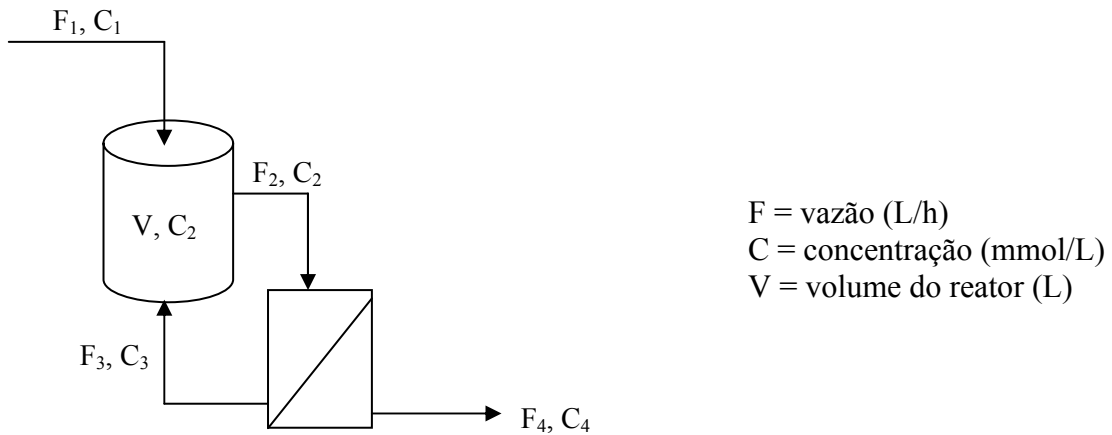 F₁, C₁
F₂, C₂
V, C₂
F₃, C₃
F₄, C₄
F = vazão (L/h)
C = concentração (mmol/L)
V = volume do reator (L)